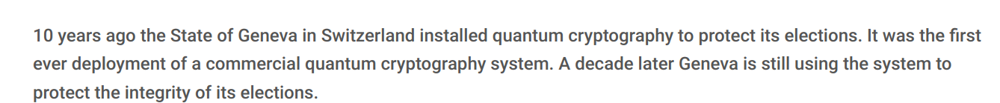 10 years ago the State of Geneva in Switzerland installed quantum cryptography to protect its elections. It was the first
ever deployment of a commercial quantum cryptography system. A decade later Geneva is still using the system to
protect the integrity of its elections.